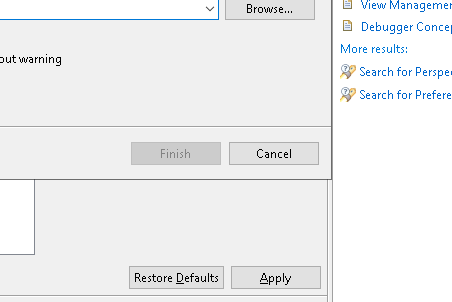 Browse...
out warning
Finish
Cancel
Restore Defaults
Apply
View Managemen
Debugger Concep
More results:
Search for Perspe
Search for Prefere